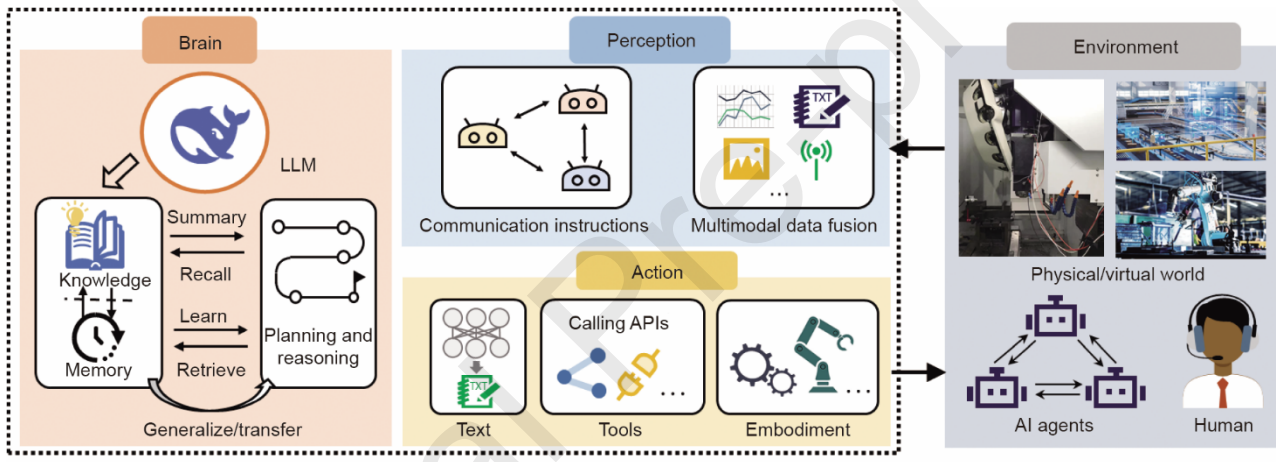 Brain
LLM
Knowledge
Memory
Summary
Recall
Learn
Retrieve
Planning and
reasoning
Generalize/transfer
Perception
Communication instructions
TXT
...
Multimodal data fusion
Action
TXT
Text
Calling APIs
...
Tools
...
Embodiment
Environment
Physical/virtual world
AI agents
Human